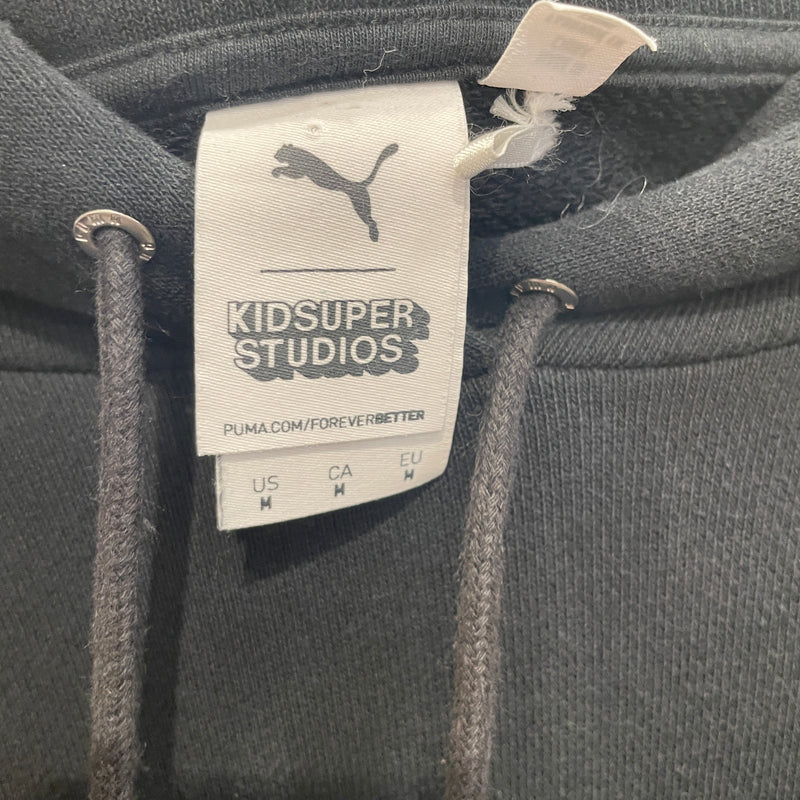 KIDSUPER
STUDIOS
PUMA.COM/FOREVERBETTER
US CA EU
M M M